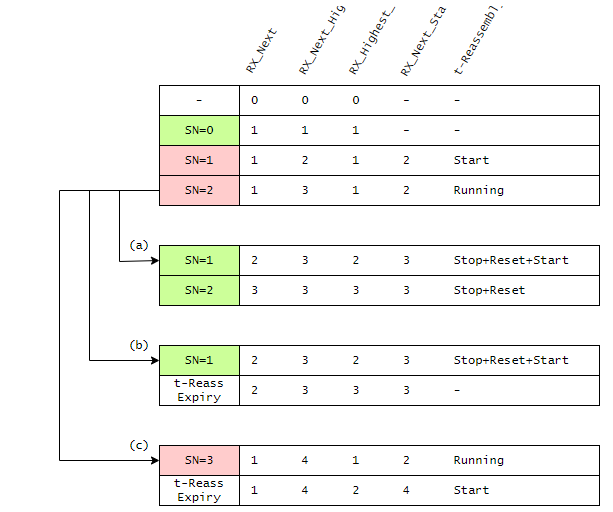 RX_Next RX_Next_Hig RX_Highest_ RX_Next_Sta t-Reassembl
- 0 0 0 - -
SN=0 1 1 1 - -
SN=1 1 2 1 2 Start
SN=2 1 3 1 2 Running
(a)
SN=1 2 3 2 3 Stop+Reset+Start
SN=2 3 3 3 3 Stop+Reset
(b)
SN=1 2 3 2 3 Stop+Reset+Start
t-Reass
Expiry 2 3 3 3 -
(c)
SN=3 1 4 1 2 Running
t-Reass
Expiry 1 4 2 4 Start